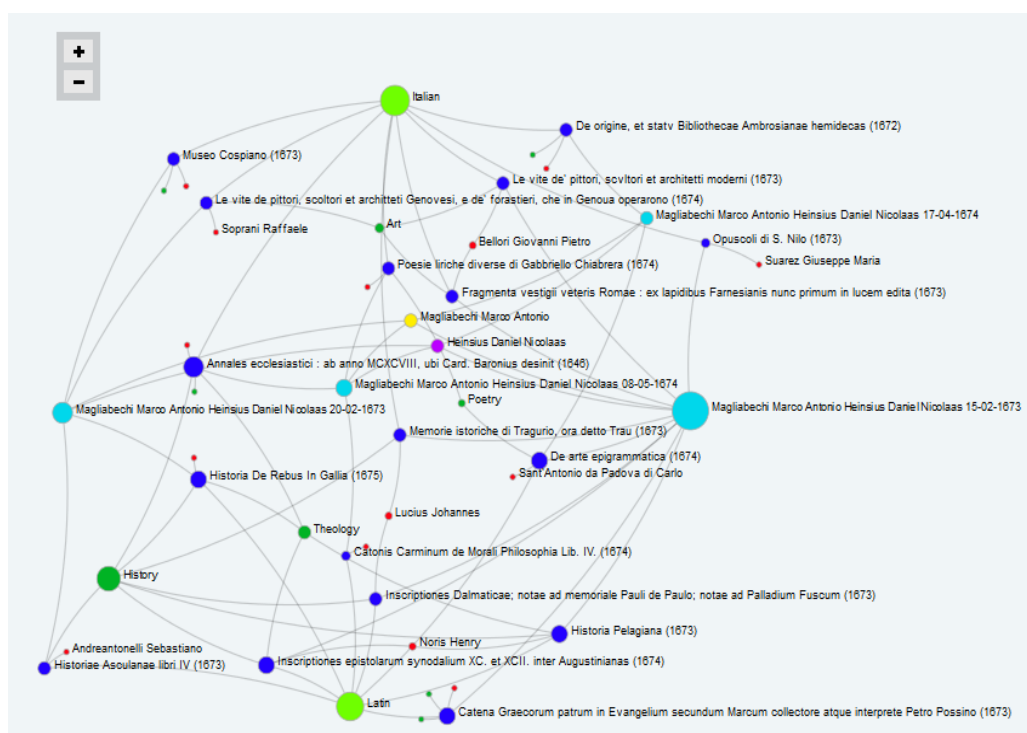 +
−
Italian
De origine, et statv Bibliothecae Ambrosianae hemidecas (1672)
Museo Cospiano (1673)
Le vite de' pittori, scvltori et architetti moderni (1673)
Le vite de pittori, scoltori et architteti Genovesi, e de' forastieri, che in Genoua operarono (1674)
Magliabechi Marco Antonio Heinsius Daniel Nicolaas 17-04-1674
Art
Soprani Raffaele
Bellori Giovanni Pietro
Opuscoli di S. Nilo (1673)
Suarez Giuseppe Maria
Poesie liriche diverse di Gabbriello Chiabrera (1674)
Fragmenta vestigii veteris Romae : ex lapidibus Farnesianis nunc primum in lucem edita (1673)
Magliabechi Marco Antonio
Heinsius Daniel Nicolaas
Annales ecclesiastici : ab anno MCXCVIII, ubi Card. Baronius desinit (1646)
Magliabechi Marco Antonio Heinsius Daniel Nicolaas 08-05-1674
Poetry
Magliabechi Marco Antonio Heinsius Daniel Nicolaas 20-02-1673
Magliabechi Marco Antonio Heinsius Daniel Nicolaas 15-02-1673
Memorie istoriche di Tragurio, ora detto Trau (1673)
De arte epigrammatica (1674)
Sant'Antonio da Padova di Carlo
Historia De Rebus In Gallia (1675)
Lucius Johannes
Theology
Catonis Carminum de Morali Philosophia Lib. IV. (1674)
History
Inscriptiones Dalmaticae; notae ad memoriale Pauli de Paulo; notae ad Palladium Fuscum (1673)
Historia Pelagiana (1673)
Noris Henry
Andreantonelli Sebastiano
Historiae Asoulanae libri IV (1673)
Inscriptiones epistolarum synodalium XC. et XCII. inter Augustinianas (1674)
Latin
Catena Graecorum patrum in Evangelium secundum Marcum collectore atque interprete Petro Possino (1673)